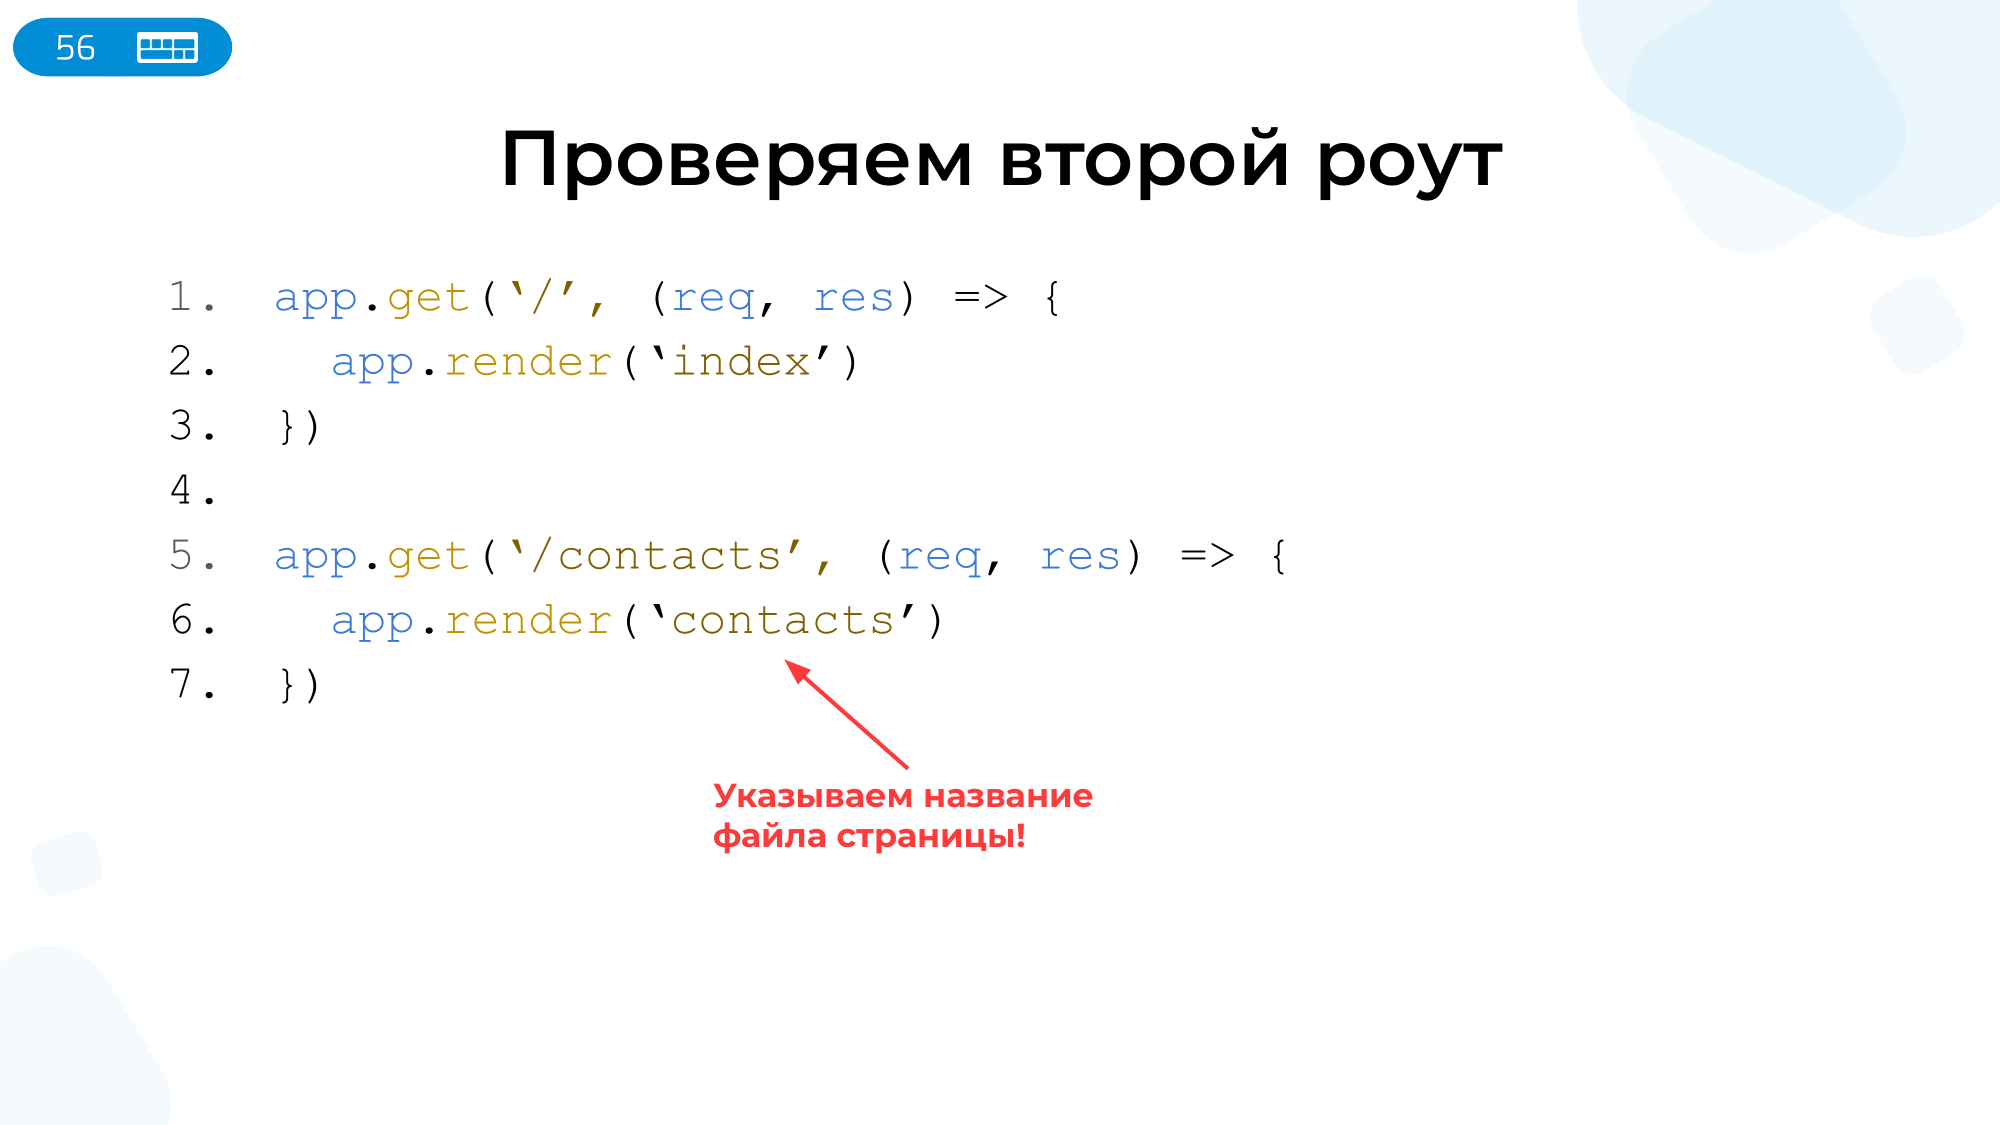 56
Проверяем второй роут
1. app.get(‘/’, (req, res) => {
2. app.render(‘index’)
3. })
4.
5. app.get(‘/contacts’, (req, res) => {
6. app.render(‘contacts’)
7. })
Указываем название
файла страницы!